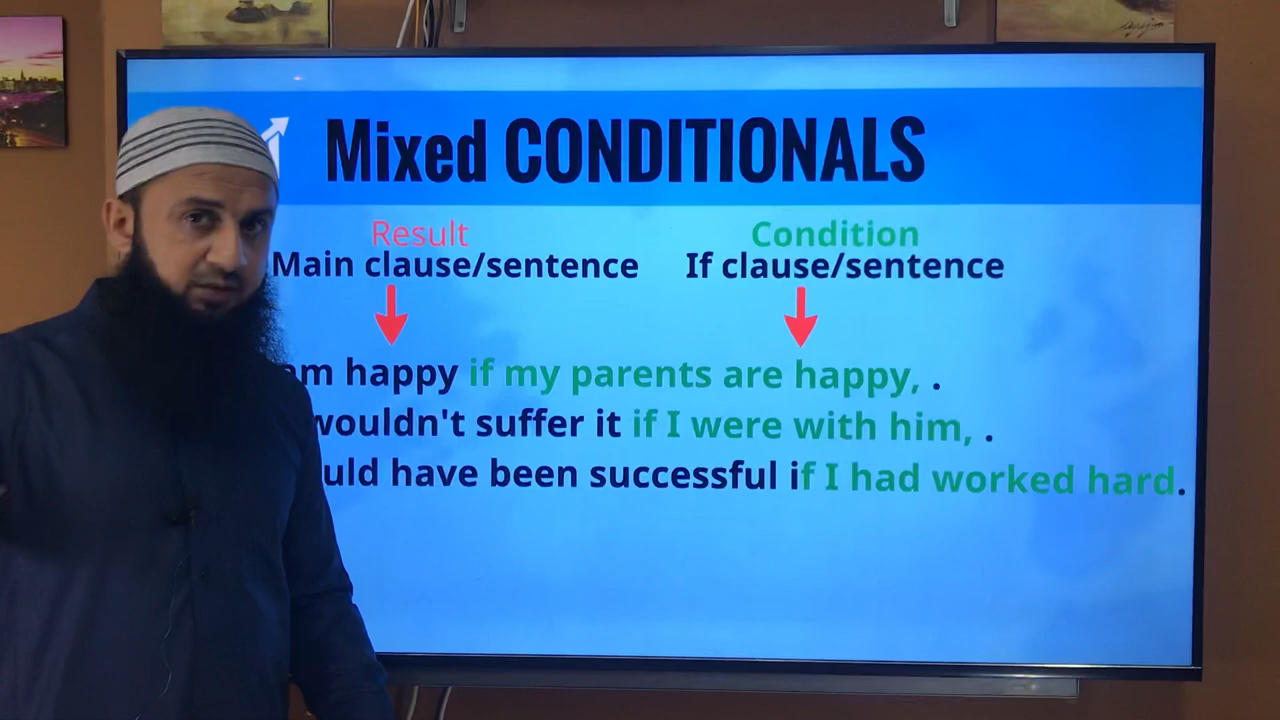 Mixed CONDITIONALS
Result Condition
Main clause/sentence If clause/sentence
am happy if my parents are happy, .
wouldn't suffer it if I were with him, .
uld have been successful if I had worked hard.